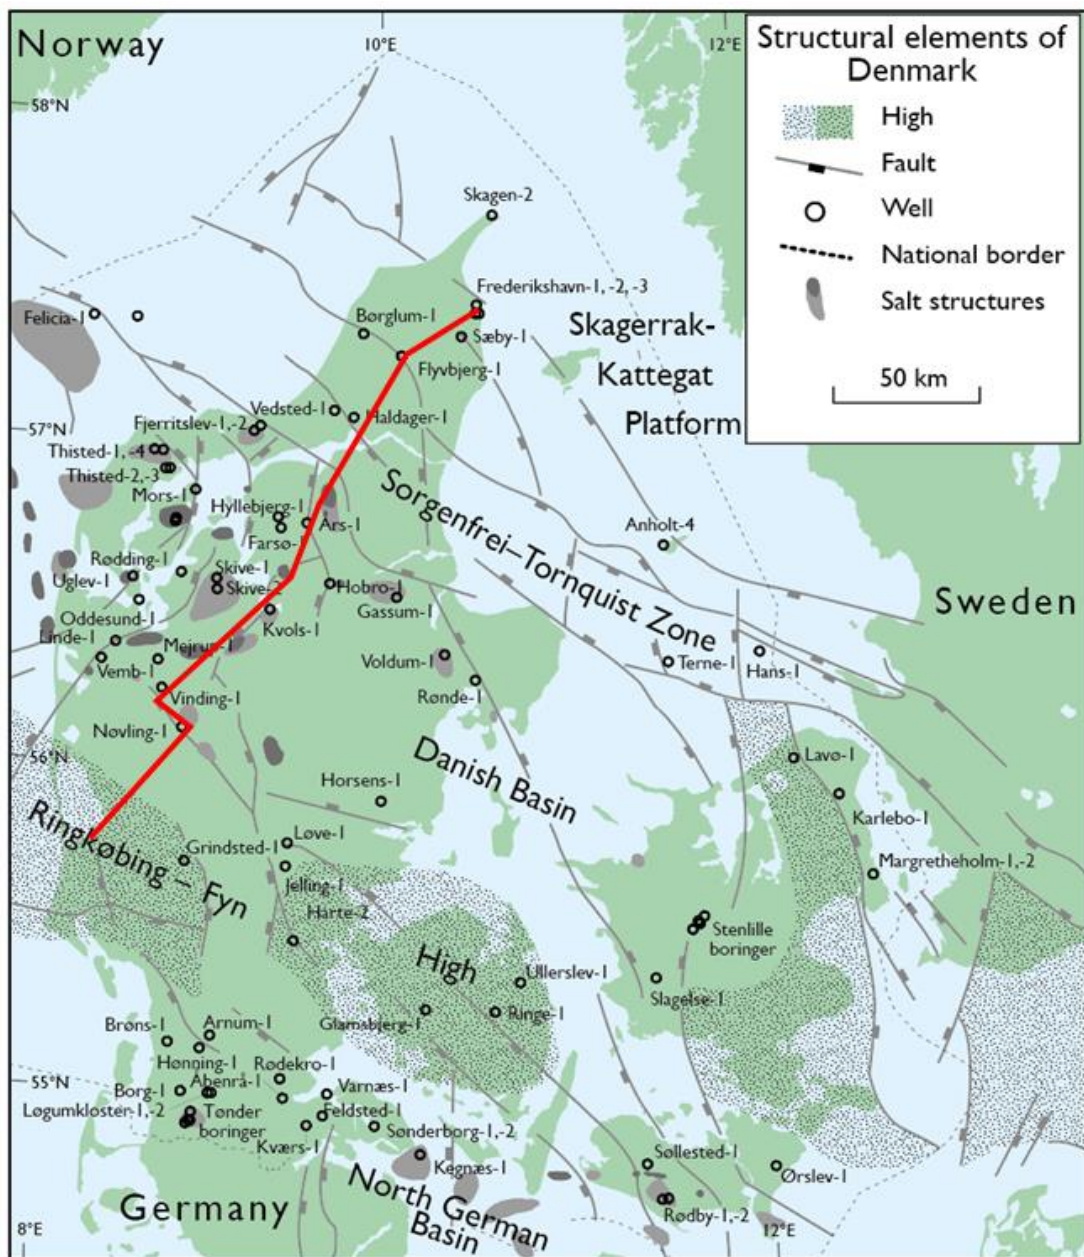 Norway
10°E
12°E
Structural elements of
Denmark
High
Fault
Well
National border
Salt structures
50 km
58°N
Skagen-2
Frederikshavn-1, -2, -3
Felicia-1
Børglum-1
Sæby-1
Skagerrak-
Kattegat
Platform
Flyvbjerg-1
Vedsted-1
Haldager-1
Fjerritslev-1,-2
57°N
Thisted-1, -4
Thisted-2,-3
Mors-1
Hyllebjerg-1
Års-1
Farsø-1
Sorgenfrei–Tornquist Zone
Anholt-4
Rødding-1
Skive-1
Uglev-1
Skive-2
Hobro-1
Gassum-1
Sweden
Oddesund-1
Kvols-1
Linde-1
Mejrup-1
Voldum-1
Terne-1
Hans-1
Vemb-1
Vinding-1
Rønde-1
Nøvling-1
56°N
Danish Basin
Lavø-1
Horsens-1
Karlebo-1
Ringkøbing – Fyn
High
Løve-1
Grindsted-1
Margretheholm-1,-2
Jelling-1
Harte-2
Stenlille
boringer
Ullerslev-1
Slagelse-1
Glamsbjerg-1
Ringe-1
Brøns-1
Arnum-1
Hønning-1
Rødekro-1
55°N
Borg-1
Åbenrå-1
Varnæs-1
Løgumkloster-1,-2
Tønder
boringer
Feldsted-1
Kværs-1
Sønderborg-1,-2
Kegnæs-1
Søllested-1
Ørslev-1
Rødby-1,-2
North German
Basin
Germany
8°E
12°E